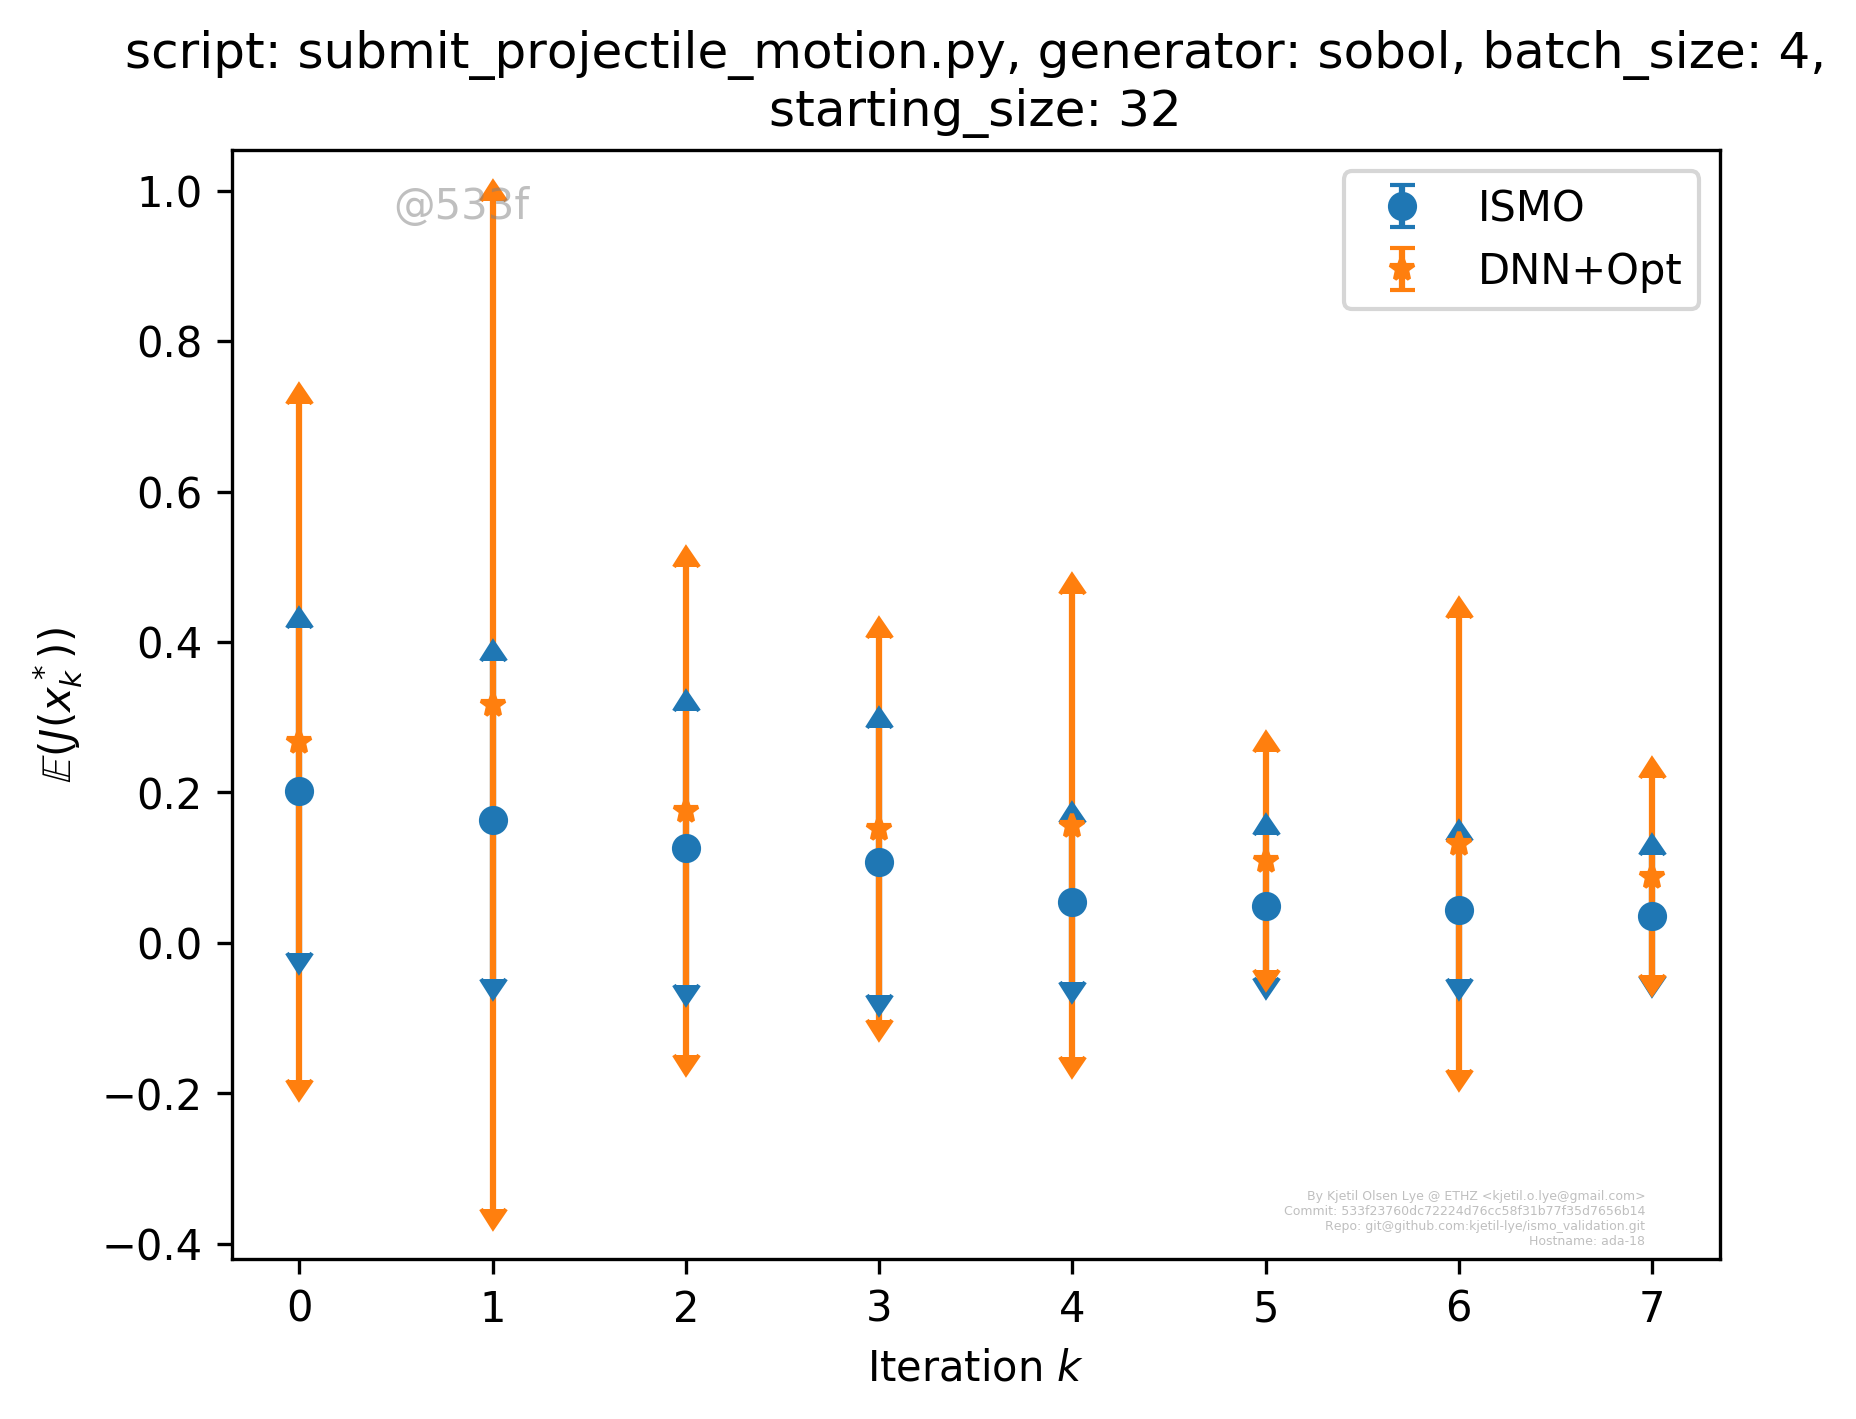 script: submit_projectile_motion.py, generator: sobol, batch_size: 4,
starting_size: 32
@533f
ISMO
DNN+Opt
1.0
0.8
0.6
0.4
0.2
0.0
−0.2
−0.4
𝔼(J(x*k))
By Kjetil Olsen Lye @ ETHZ <kjetil.o.lye@gmail.com>
Commit: 533f23760dc72224d76cc58f31b77f35d7656b14
Repo: git@github.com:kjetil-lye/ismo_validation.git
Hostname: ada-18
0 1 2 3 4 5 6 7
Iteration k